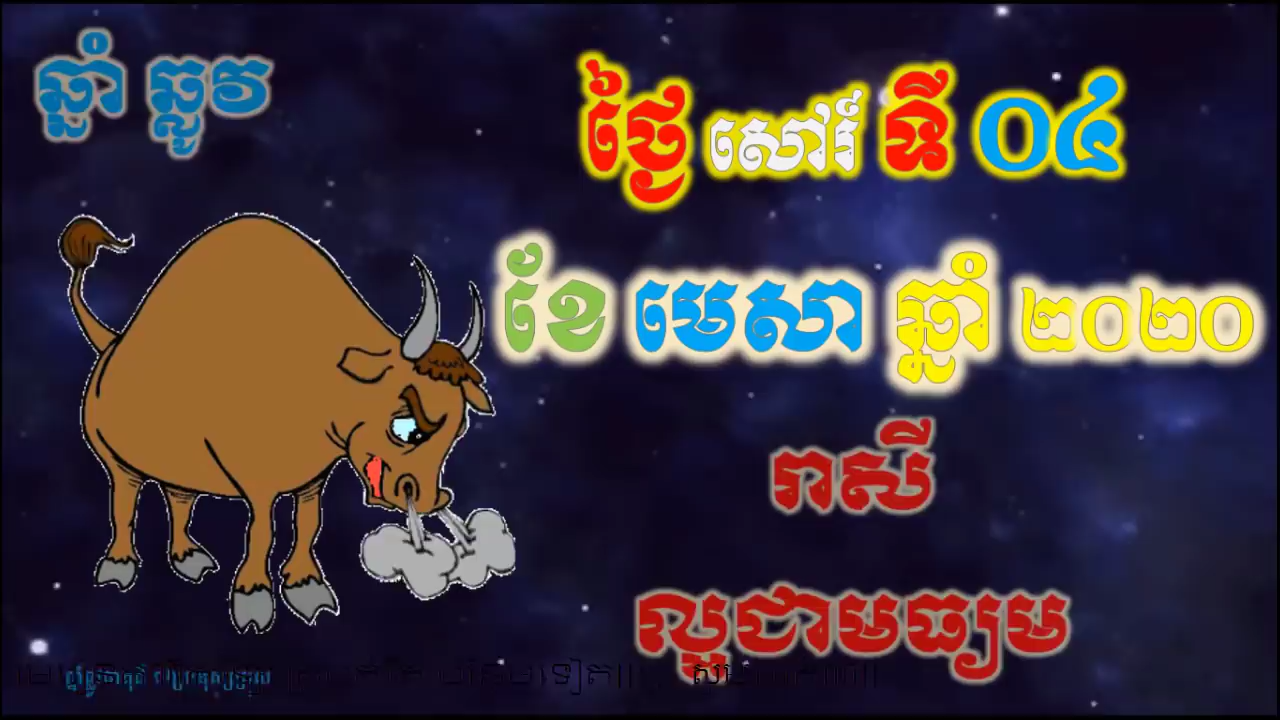 ឆ្នាំ ឆ្លូវ
ថ្ងៃ សៅរ៍ ទី ០៤
ខែ មេសា ឆ្នាំ ២០២០
រាសី
ល្អជាមធ្យម